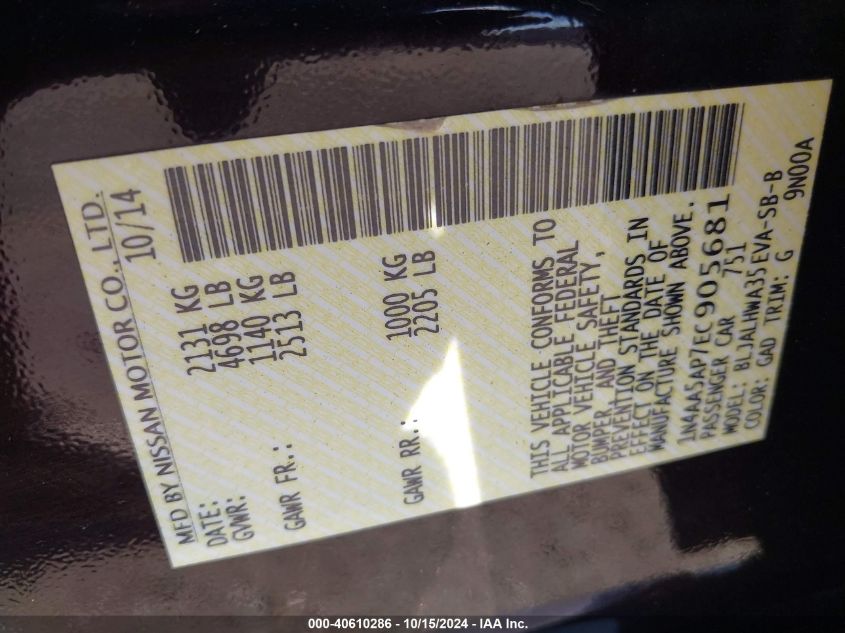 MFD BY NISSAN MOTOR CO., LTD.
DATE: 10/14
GVWR: 2131 KG
4698 LB
GAWR FR.: 1140 KG
2513 LB
GAWR RR.: 1000 KG
2205 LB
THIS VEHICLE CONFORMS TO
ALL APPLICABLE FEDERAL
MOTOR VEHICLE SAFETY,
BUMPER, AND THEFT
PREVENTION STANDARDS IN
EFFECT ON THE DATE OF
MANUFACTURE SHOWN ABOVE.
1N4AA5AP7EC905681
PASSENGER CAR 751
MODEL: BLJALHWA35EVA-SB-B
COLOR: GAD TRIM: G 9N00A
000-40610286 - 10/15/2024 - IAA Inc.